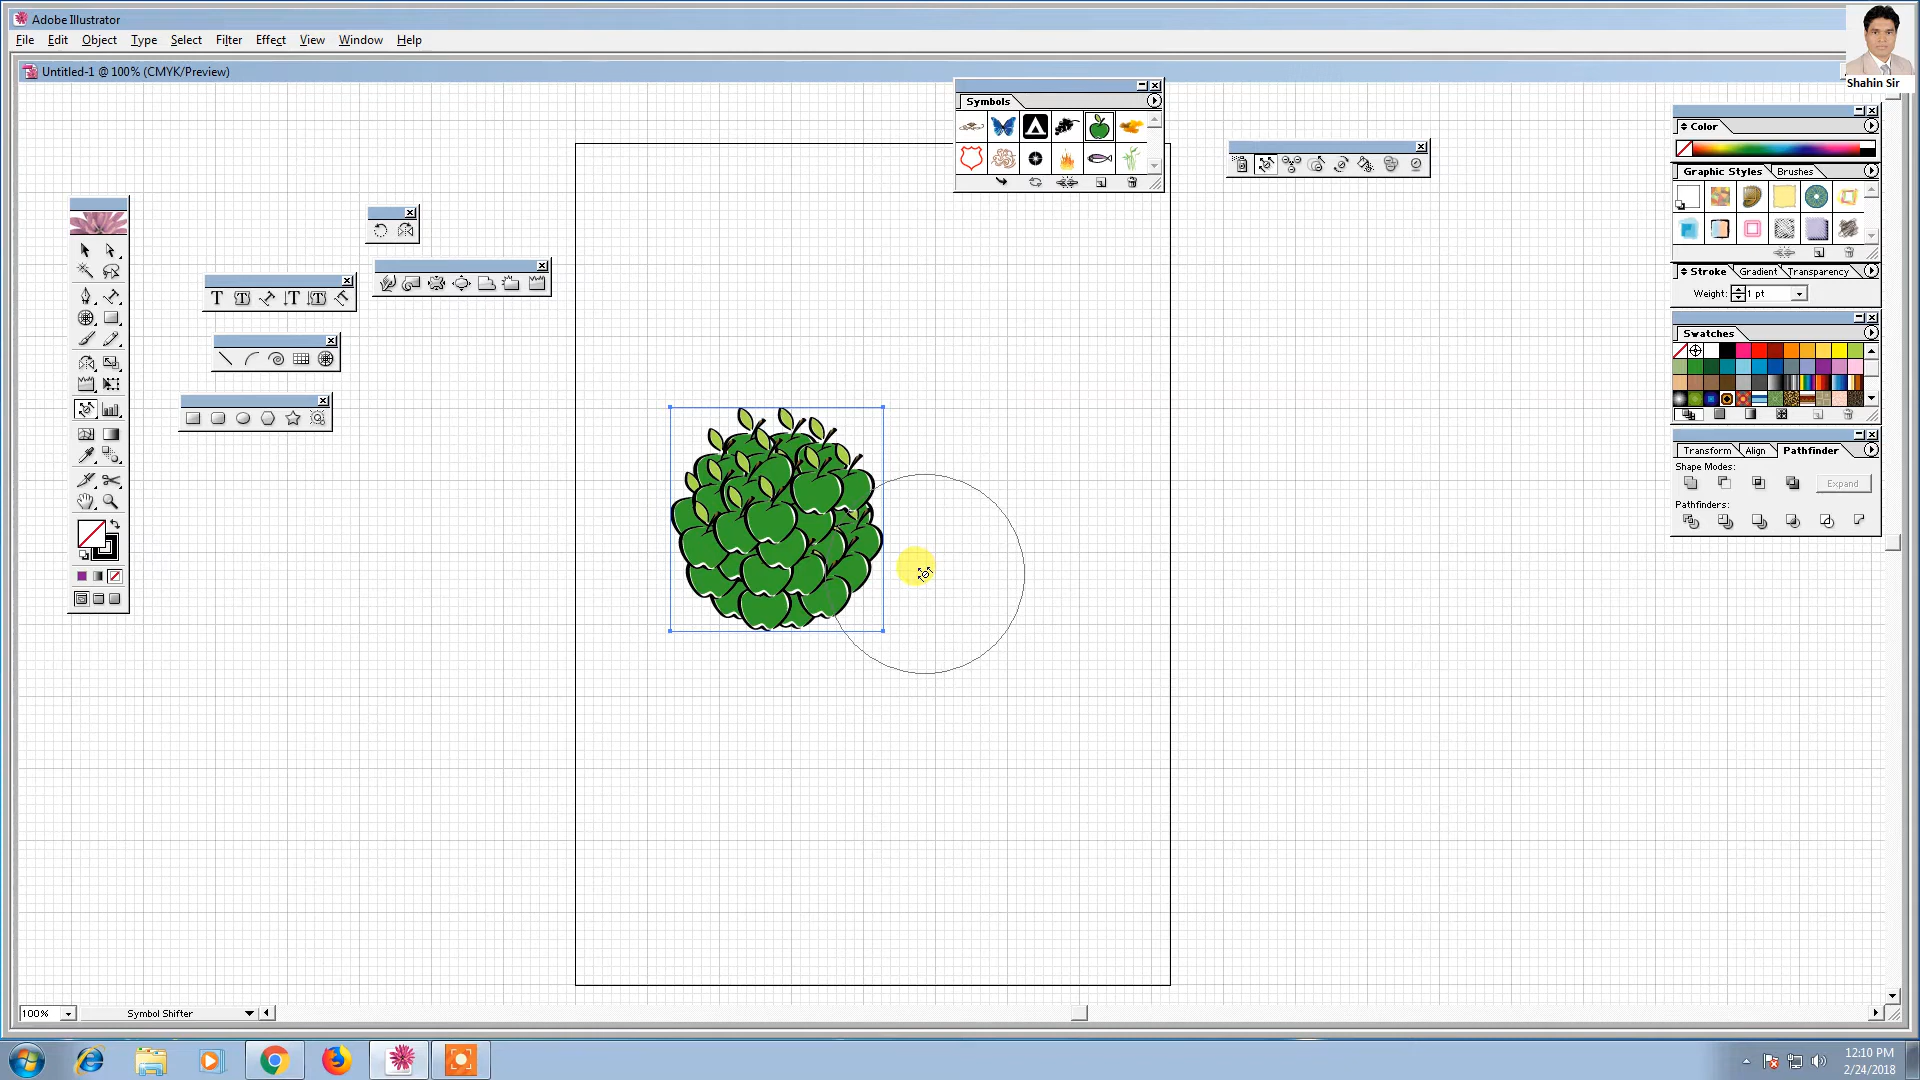 Adobe Illustrator
File Edit Object Type Select Filter Effect View Window Help
Shahin Sir
Untitled-1 @ 100% (CMYK/Preview)
Symbols
Color
Graphic Styles Brushes
Stroke Gradient Transparency
Weight: 1 pt
Swatches
Transform Align Pathfinder
Shape Modes:
Expand
Pathfinders:
100% Symbol Shifter
12:10 PM
2/24/2018